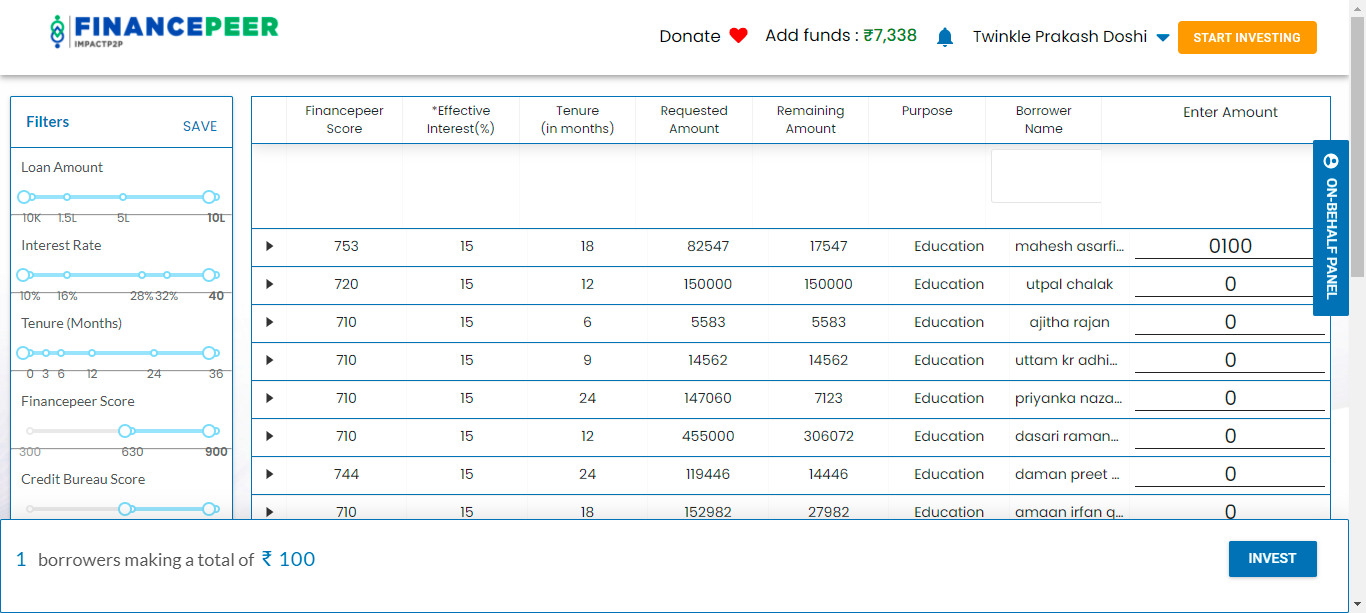 FINANCEPEER
IMPACTP2P
Donate
Add funds : ₹7,338
Twinkle Prakash Doshi
START INVESTING
Filters
SAVE
Loan Amount
10K 1.5L 5L 10L
Interest Rate
10% 16% 28% 32% 40
Tenure (Months)
0 3 6 12 24 36
Financepeer Score
300 630 900
Credit Bureau Score
Financepeer Score
*Effective Interest(%)
Tenure (in months)
Requested Amount
Remaining Amount
Purpose
Borrower Name
Enter Amount
753 15 18 82547 17547 Education mahesh asarfi... 0100
720 15 12 150000 150000 Education utpal chalak 0
710 15 6 5583 5583 Education ajitha rajan 0
710 15 9 14562 14562 Education uttam kr adhi... 0
710 15 24 147060 7123 Education priyanka naza... 0
710 15 12 455000 306072 Education dasari raman... 0
744 15 24 119446 14446 Education daman preet ... 0
710 15 18 152982 27982 Education amaan irfan q... 0
ON-BEHALF PANEL
1 borrowers making a total of ₹ 100
INVEST